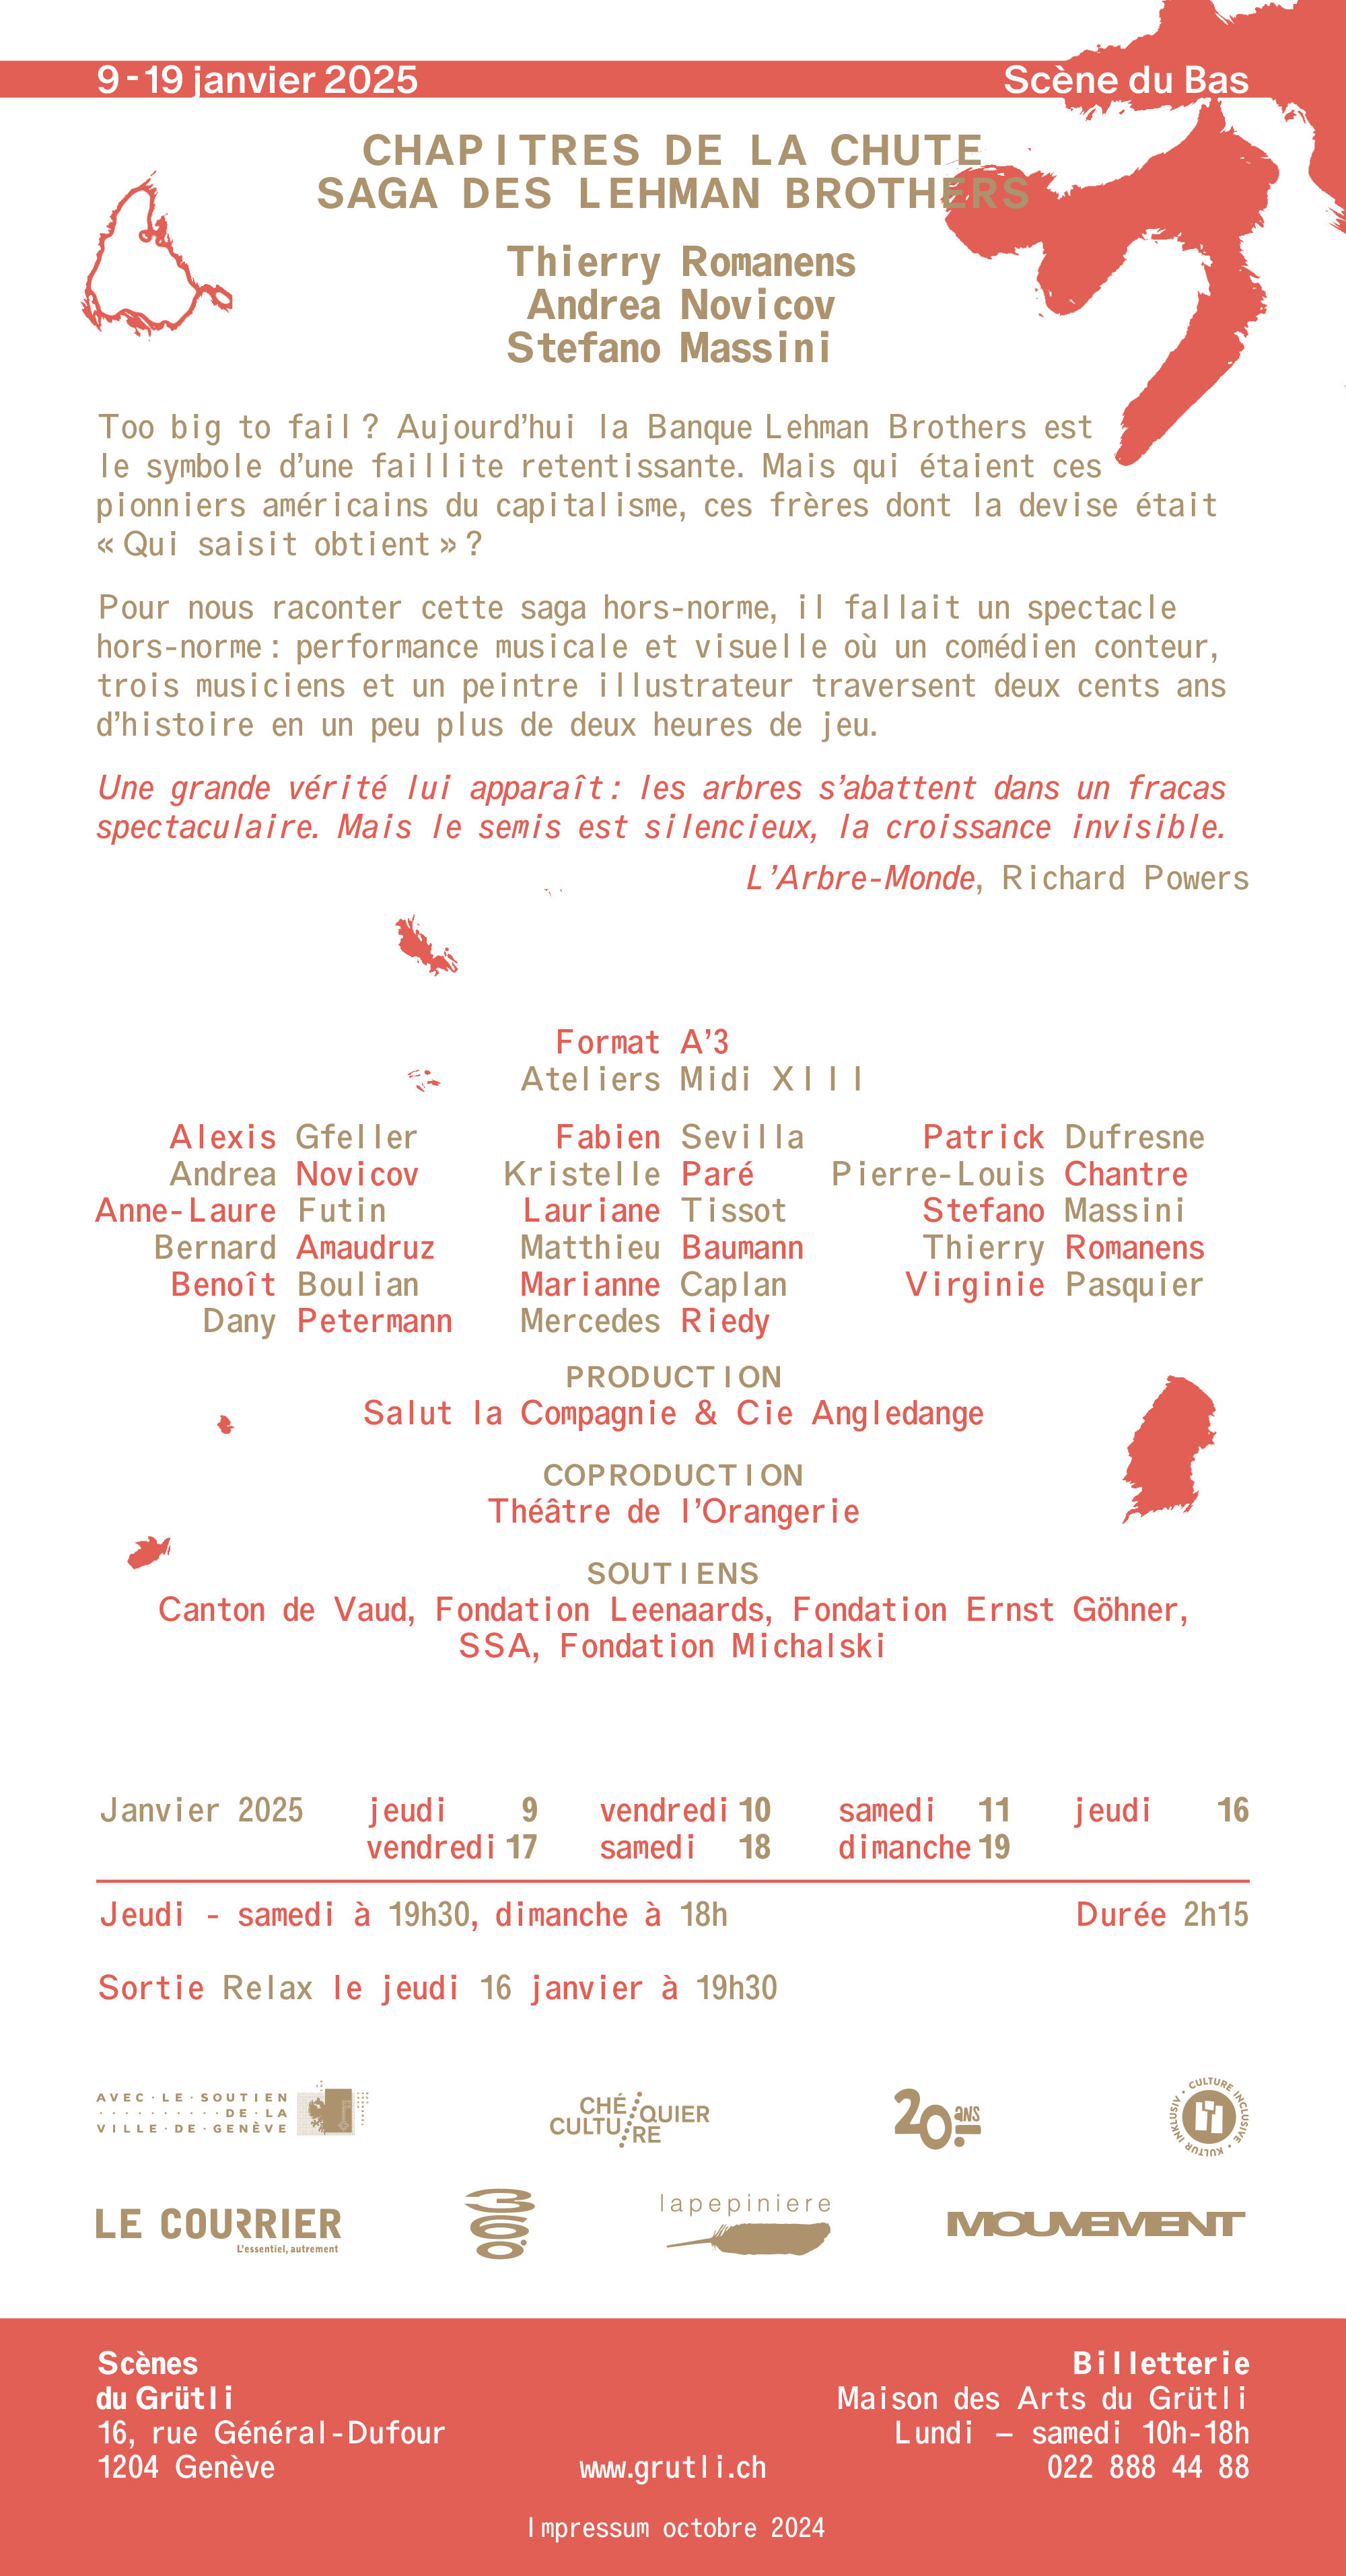 9-19 janvier 2025 Scène du Bas
CHAPITRES DE LA CHUTE
SAGA DES LEHMAN BROTHERS
Thierry Romanens
Andrea Novicov
Stefano Massini
Too big to fail ? Aujourd’hui la Banque Lehman Brothers est
le symbole d’une faillite retentissante. Mais qui étaient ces
pionniers américains du capitalisme, ces frères dont la devise était
« Qui saisit obtient » ?
Pour nous raconter cette saga hors-norme, il fallait un spectacle
hors-norme : performance musicale et visuelle où un comédien conteur,
trois musiciens et un peintre illustrateur traversent deux cents ans
d’histoire en un peu plus de deux heures de jeu.
Une grande vérité lui apparaît : les arbres s’abattent dans un fracas
spectaculaire. Mais le semis est silencieux, la croissance invisible.
L’Arbre-Monde, Richard Powers
Format A’3
Ateliers Midi XIII
Alexis Gfeller Fabien Sevilla Patrick Dufresne
Andrea Novicov Kristelle Paré Pierre-Louis Chantre
Anne-Laure Futin Lauriane Tissot Stefano Massini
Bernard Amaudruz Matthieu Baumann Thierry Romanens
Benoît Boulian Marianne Caplan Virginie Pasquier
Dany Petermann Mercedes Riedy
PRODUCTION
Salut la Compagnie & Cie Angledange
COPRODUCTION
Théâtre de l’Orangerie
SOUTIENS
Canton de Vaud, Fondation Leenaards, Fondation Ernst Göhner,
SSA, Fondation Michalski
Janvier 2025 jeudi 9 vendredi 10 samedi 11 jeudi 16
vendredi 17 samedi 18 dimanche 19
Jeudi - samedi à 19h30, dimanche à 18h Durée 2h15
Sortie Relax le jeudi 16 janvier à 19h30
AVEC·LE·SOUTIEN
DE·LA
VILLE·DE·GENÈVE
CHÉQUIER
CULTURE
20 ANS
CULTURE INCLUSIVE • KULTUR INKLUSIV •
LE COURRIER
L’essentiel, autrement
300
lapepiniere
MOUVEMENT
Scènes
du Grütli
16, rue Général-Dufour
1204 Genève
www.grutli.ch
Billetterie
Maison des Arts du Grütli
Lundi – samedi 10h-18h
022 888 44 88
Impressum octobre 2024